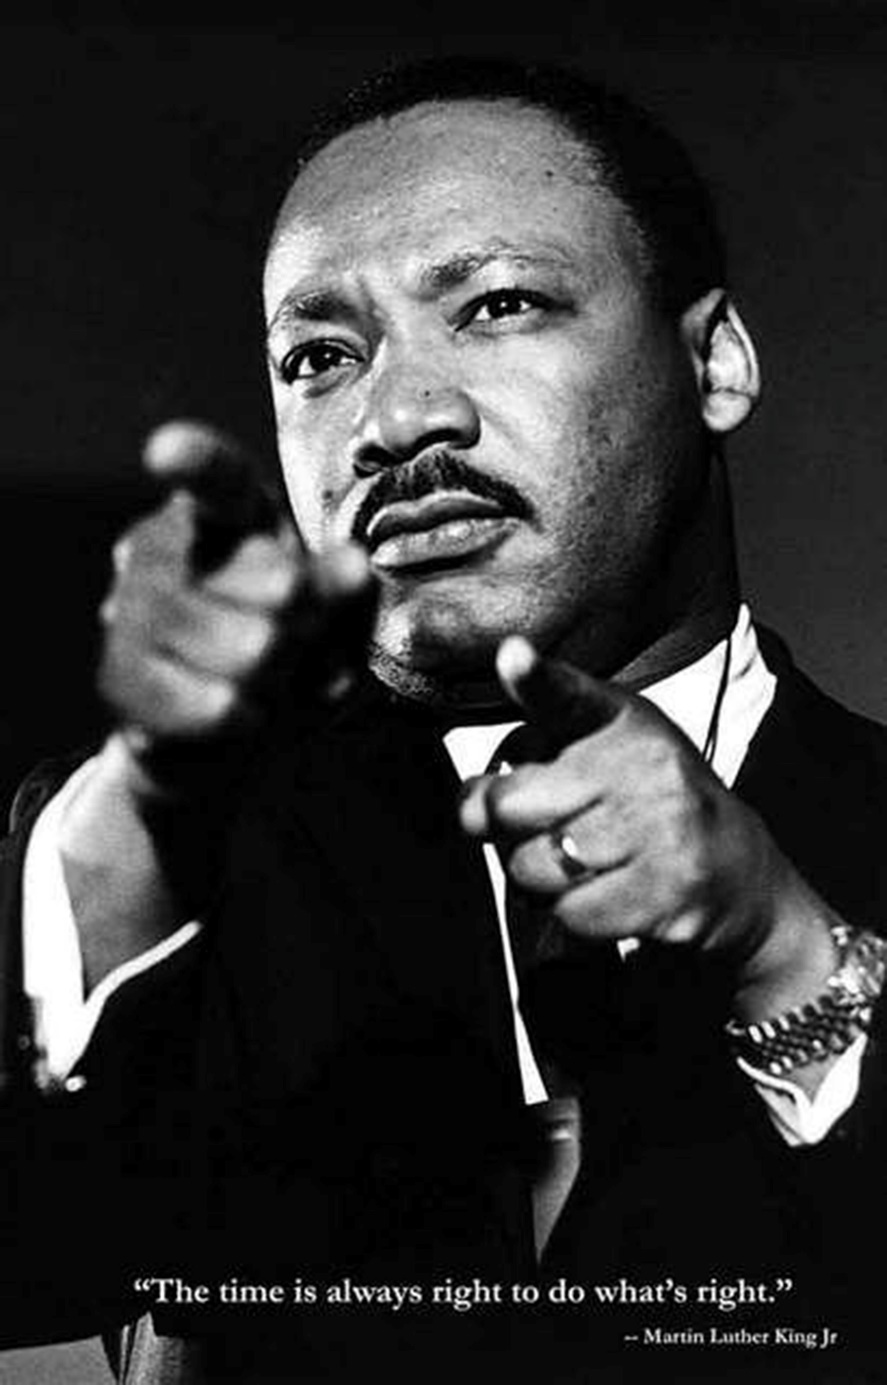 “The time is always right to do what’s right.”
-- Martin Luther King Jr